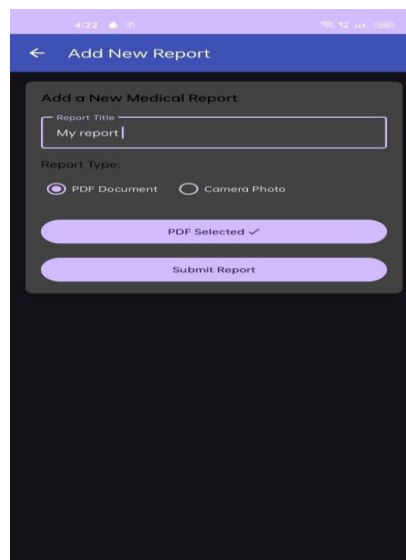 4:22
Add New Report
Add a New Medical Report
Report Title
My report
Report Type:
PDF Document Camera Photo
PDF Selected ✓
Submit Report